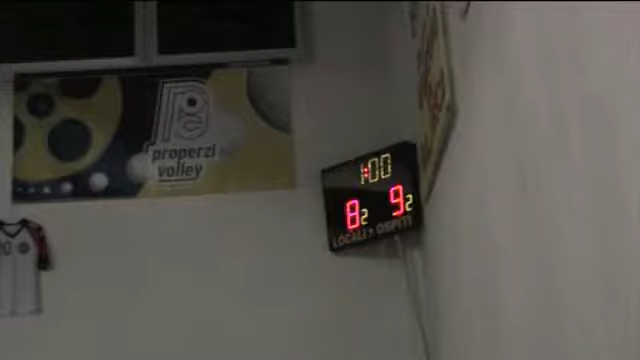 properzi
volley
1:00
8 2 9 2
LOCALI OSPITI